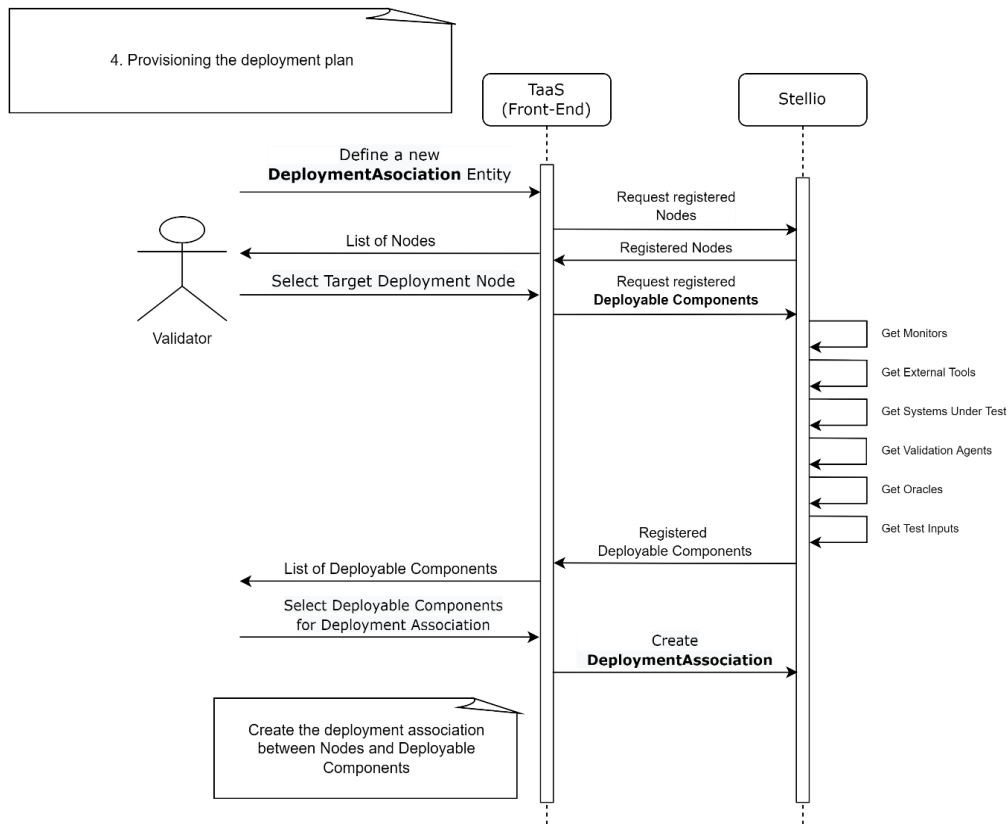 4. Provisioning the deployment plan
TaaS
(Front-End)
Stellio
Define a new
DeploymentAsociation Entity
Request registered
Nodes
List of Nodes
Registered Nodes
Select Target Deployment Node
Request registered
Deployable Components
Validator
Get Monitors
Get External Tools
Get Systems Under Test
Get Validation Agents
Get Oracles
Get Test Inputs
Registered
Deployable Components
List of Deployable Components
Select Deployable Components
for Deployment Association
Create
DeploymentAssociation
Create the deployment association
between Nodes and Deployable
Components